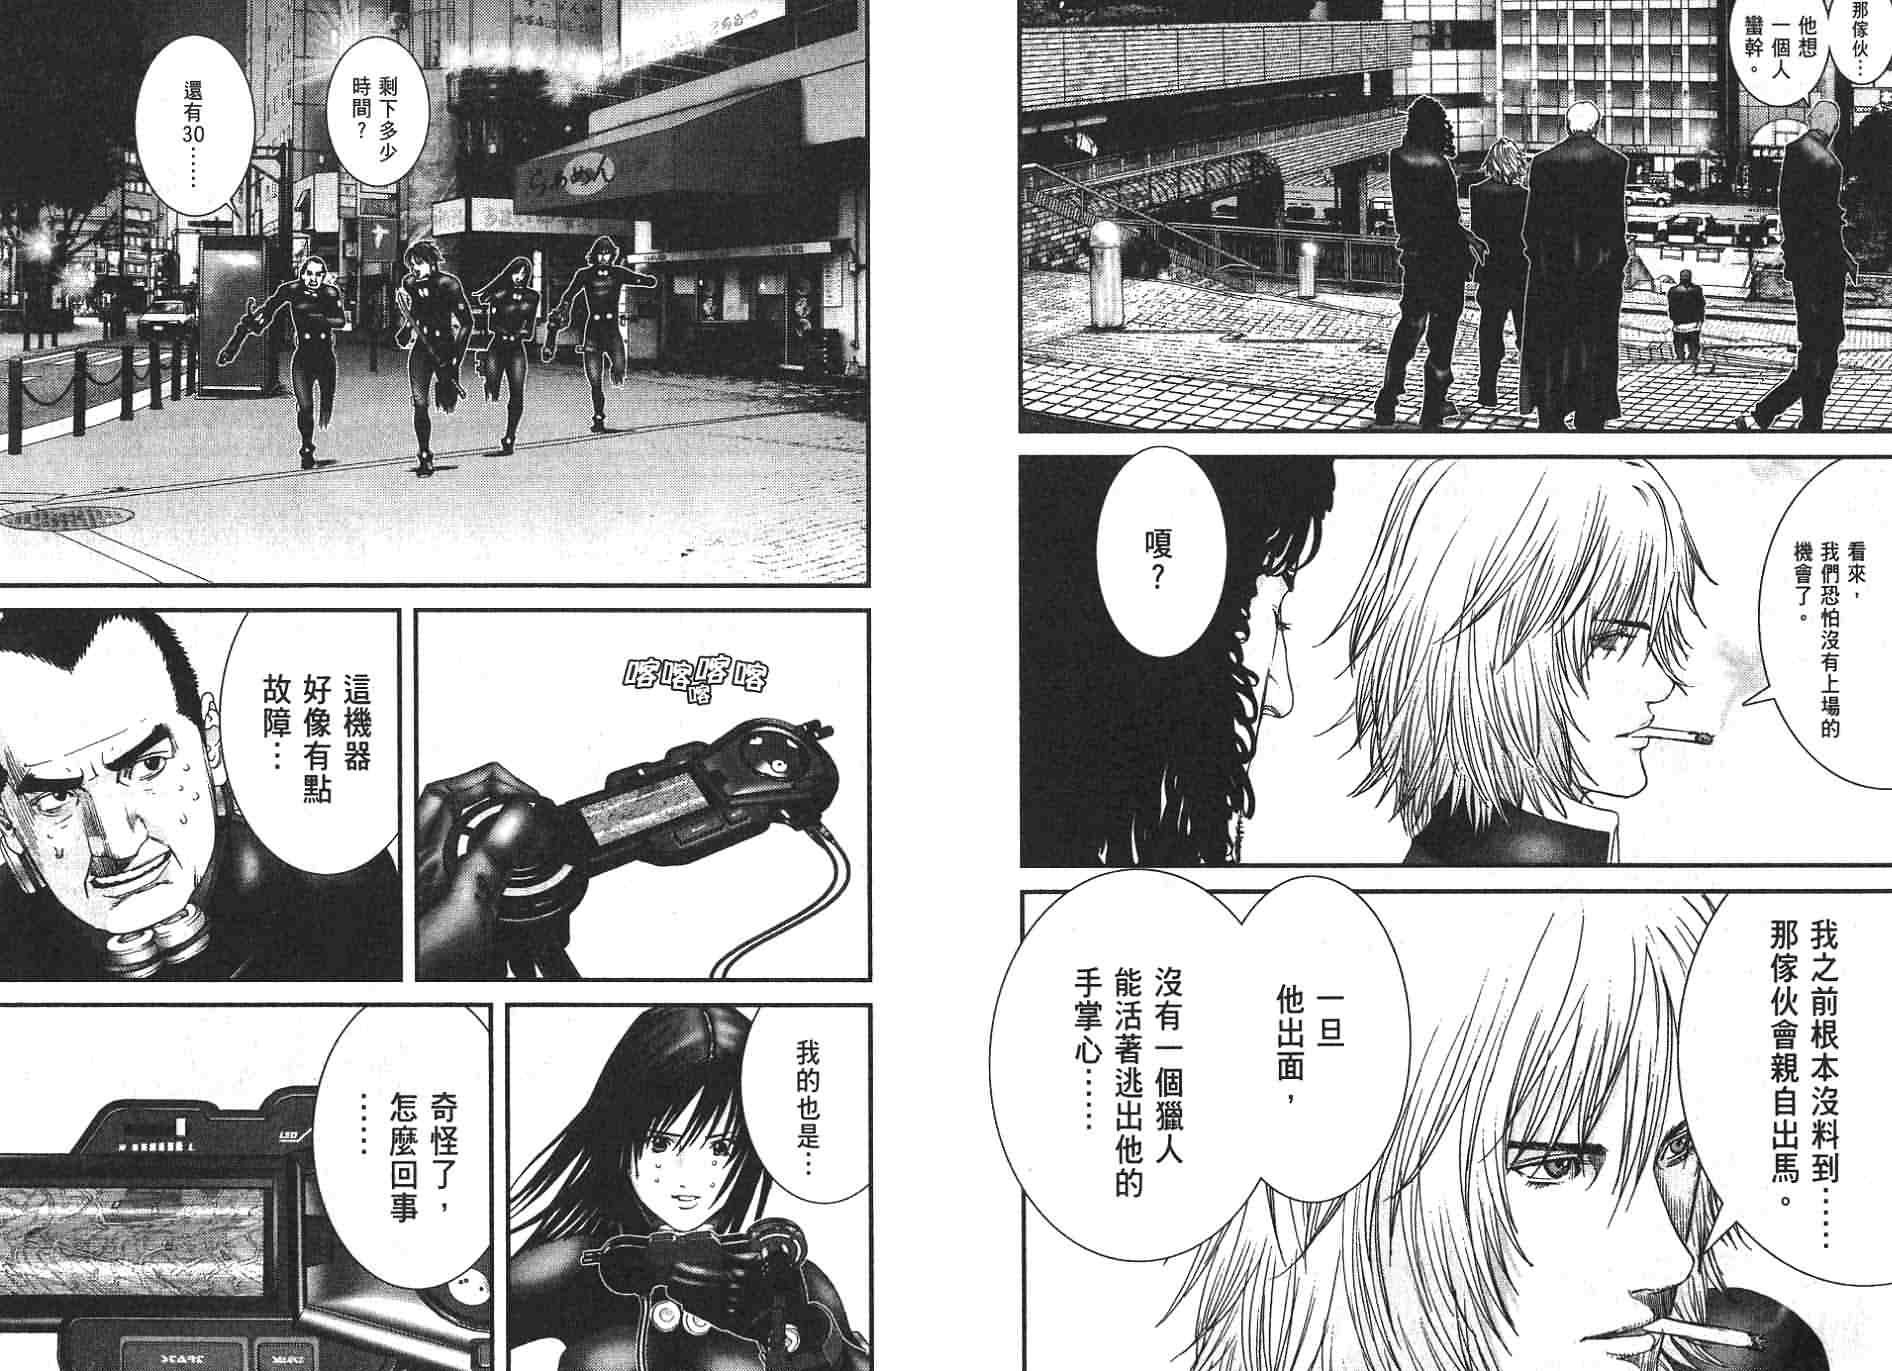 那傢伙…
他想
一個人
蠻幹。
看來，
我們恐怕沒有上場的
機會了。
嗄？
我之前根本沒料到……
那傢伙會親自出馬。
一旦
他出面，
沒有一個獵人
能活著逃出他的
手掌心……
剩下多少
時間？
還有30……
らあめん
喀喀喀喀
喀
這機器
好像有點
故障…
我的也是…
奇怪了，
怎麼回事
……